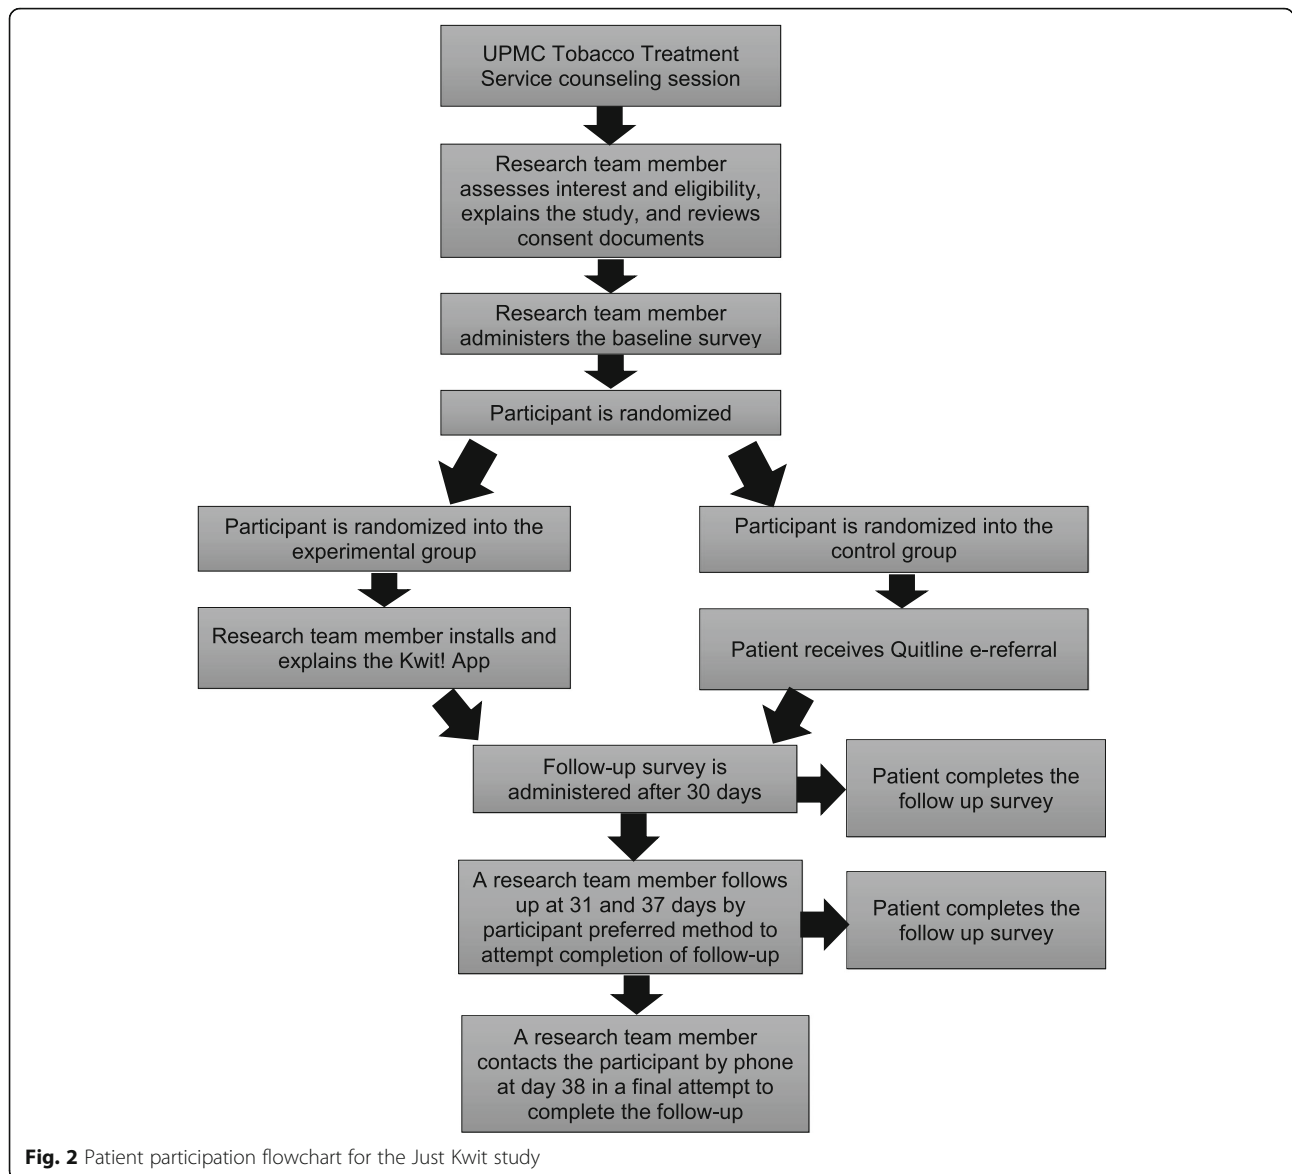 UPMC Tobacco Treatment
Service counseling session
Research team member
assesses interest and eligibility,
explains the study, and reviews
consent documents
Research team member
administers the baseline survey
Participant is randomized
Participant is randomized into the
experimental group
Participant is randomized into the
control group
Research team member installs and
explains the Kwit! App
Patient receives Quitline e-referral
Follow-up survey is
administered after 30 days
Patient completes the
follow up survey
A research team member follows
up at 31 and 37 days by
participant preferred method to
attempt completion of follow-up
Patient completes the
follow up survey
A research team member
contacts the participant by phone
at day 38 in a final attempt to
complete the follow-up
Fig. 2 Patient participation flowchart for the Just Kwit study